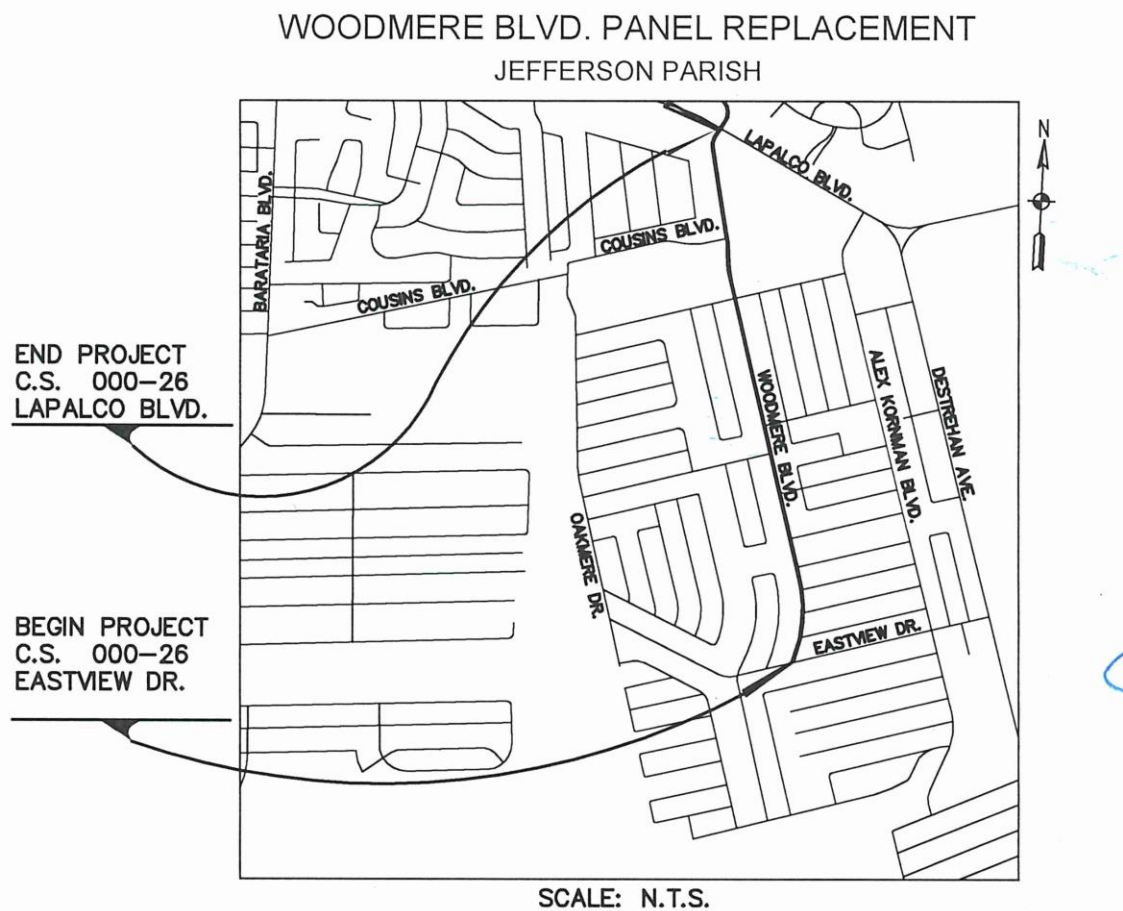 WOODMERE BLVD. PANEL REPLACEMENT
JEFFERSON PARISH
N
LAPALCO BLVD.
BARATARIA BLVD.
COUSINS BLVD.
COUSINS BLVD.
END PROJECT
C.S. 000-26
LAPALCO BLVD.
WOODMERE BLVD.
ALEX KORNMAN BLVD.
DESTREHAN AVE.
OAKMERE DR.
BEGIN PROJECT
C.S. 000-26
EASTVIEW DR.
EASTVIEW DR.
SCALE: N.T.S.